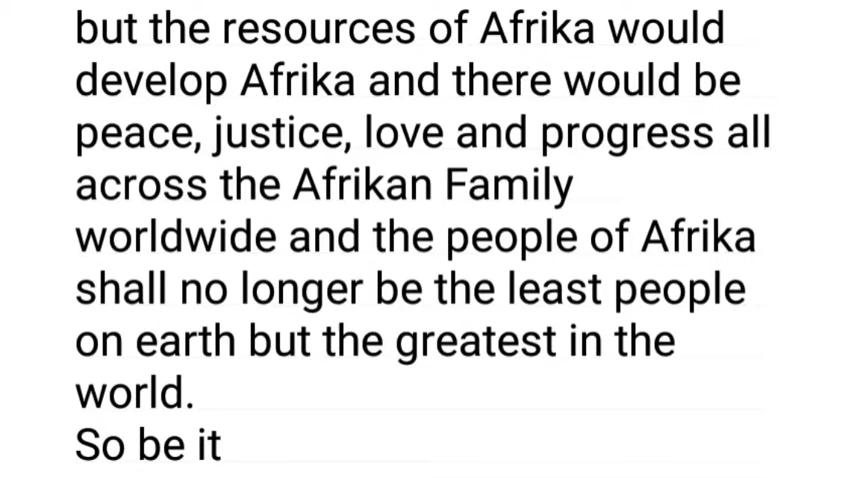 but the resources of Afrika would
develop Afrika and there would be
peace, justice, love and progress all
across the Afrikan Family
worldwide and the people of Afrika
shall no longer be the least people
on earth but the greatest in the
world.
So be it